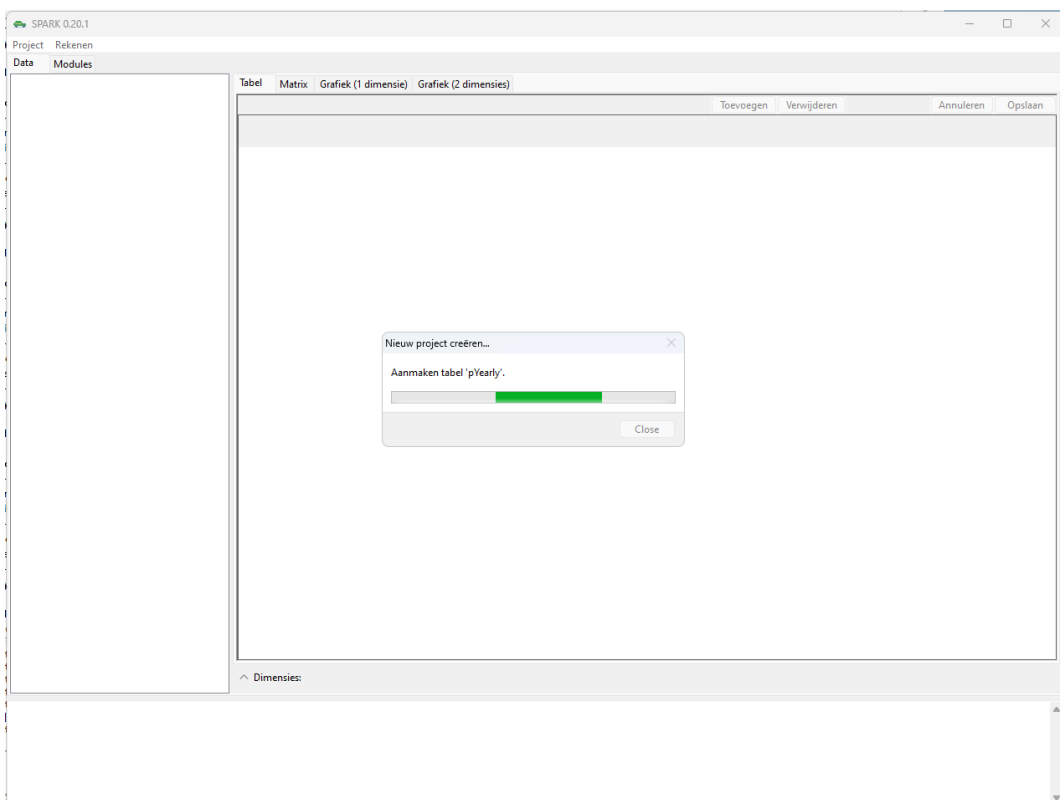 SPARK 0.20.1
Project Rekenen
Data Modules
Tabel Matrix Grafiek (1 dimensie) Grafiek (2 dimensies)
Toevoegen Verwijderen Annuleren Opslaan
Nieuw project creëren...
Aanmaken tabel 'pYearly'.
Close
Dimensies: